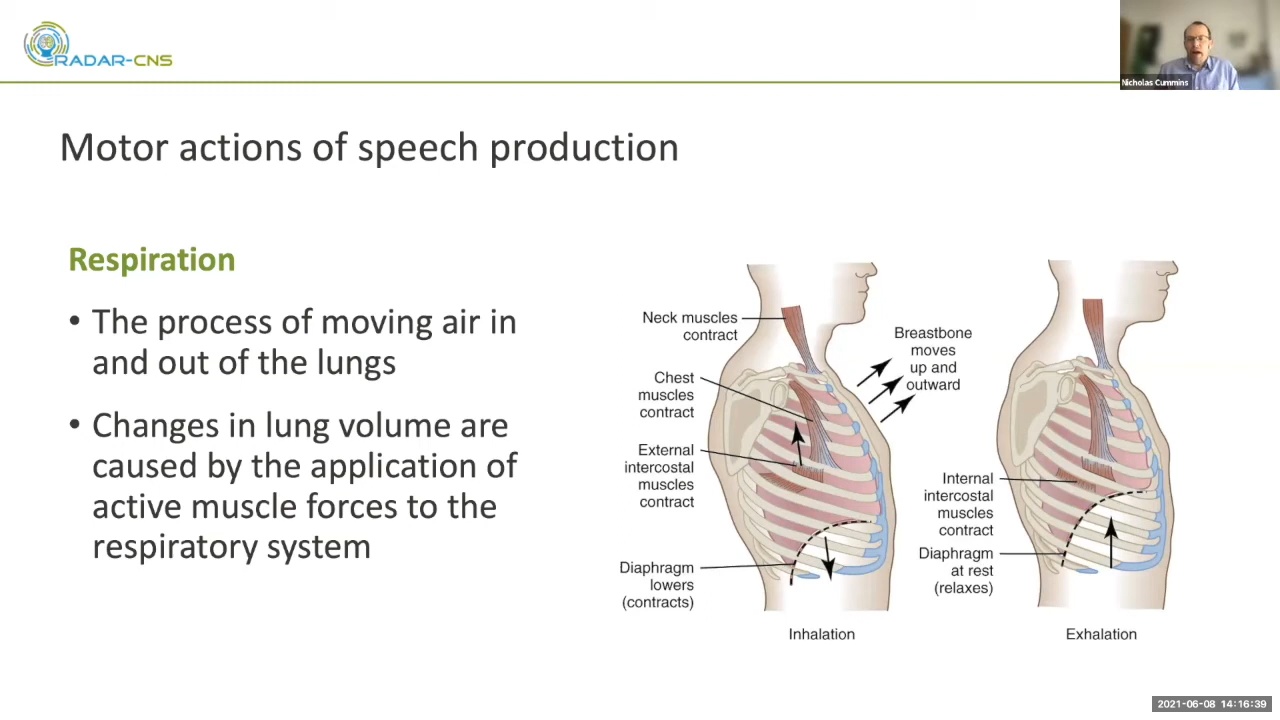 RADAR-CNS
Nicholas Cummins
Motor actions of speech production
Respiration
• The process of moving air in
and out of the lungs
• Changes in lung volume are
caused by the application of
active muscle forces to the
respiratory system
Neck muscles
contract
Chest
muscles
contract
External
intercostal
muscles
contract
Diaphragm
lowers
(contracts)
Breastbone
moves
up and
outward
Inhalation
Internal
intercostal
muscles
contract
Diaphragm
at rest
(relaxes)
Exhalation
2021-06-08 14:16:39